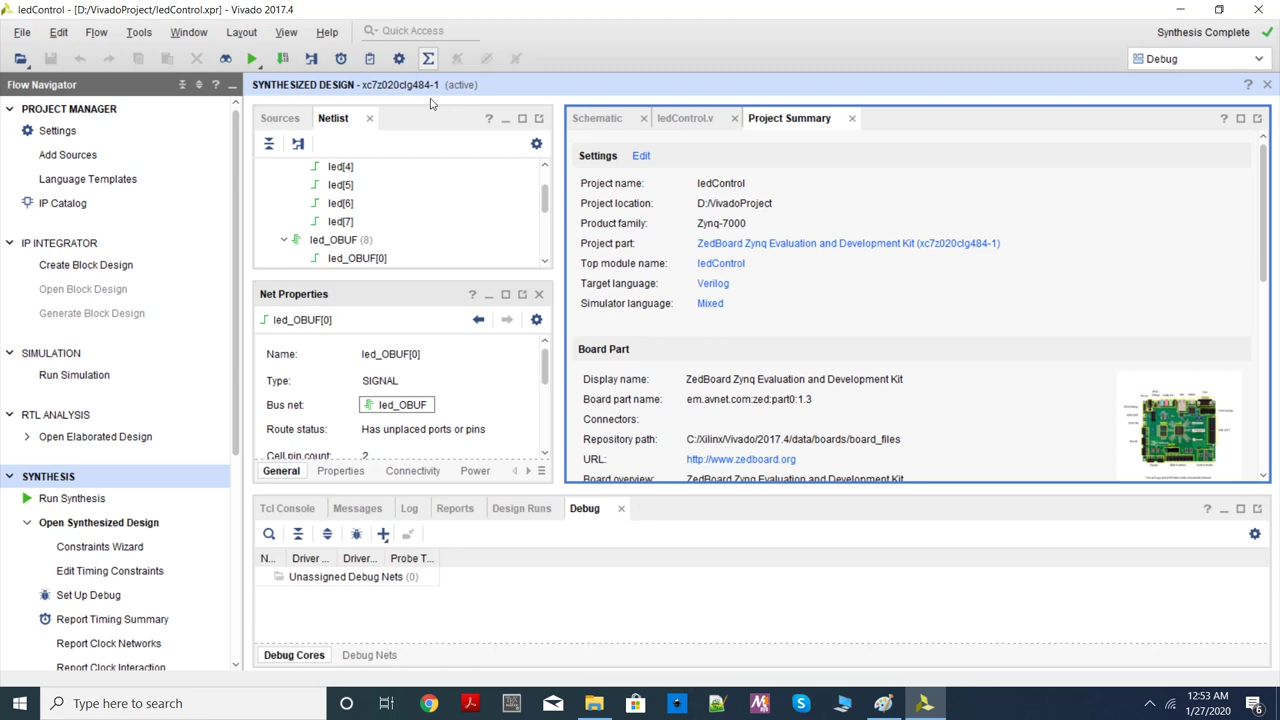 ledControl - [D:/VivadoProject/ledControl.xpr] - Vivado 2017.4
File Edit Flow Tools Window Layout View Help Quick Access
Synthesis Complete
Debug
Flow Navigator
SYNTHESIZED DESIGN - xc7z020clg484-1 (active)
PROJECT MANAGER
Settings
Add Sources
Language Templates
IP Catalog
IP INTEGRATOR
Create Block Design
Open Block Design
Generate Block Design
SIMULATION
Run Simulation
RTL ANALYSIS
Open Elaborated Design
SYNTHESIS
Run Synthesis
Open Synthesized Design
Constraints Wizard
Edit Timing Constraints
Set Up Debug
Report Timing Summary
Report Clock Networks
Report Clock Interaction
Sources Netlist
led[4]
led[5]
led[6]
led[7]
led_OBUF (8)
led_OBUF[0]
Net Properties
led_OBUF[0]
Name: led_OBUF[0]
Type: SIGNAL
Bus net: led_OBUF
Route status: Has unplaced ports or pins
Cell pin count: 2
General Properties Connectivity Power
Schematic ledControl.v Project Summary
Settings Edit
Project name: ledControl
Project location: D:/VivadoProject
Product family: Zynq-7000
Project part: ZedBoard Zynq Evaluation and Development Kit (xc7z020clg484-1)
Top module name: ledControl
Target language: Verilog
Simulator language: Mixed
Board Part
Display name: ZedBoard Zynq Evaluation and Development Kit
Board part name: em.avnet.com:zed:part0:1.3
Connectors:
Repository path: C:/Xilinx/Vivado/2017.4/data/boards/board_files
URL: http://www.zedboard.org
Board overview: ZedBoard Zynq Evaluation and Development Kit
Tcl Console Messages Log Reports Design Runs Debug
N... Driver ... Driver... Probe T...
Unassigned Debug Nets (0)
Debug Cores Debug Nets
Type here to search
12:53 AM
1/27/2020
6